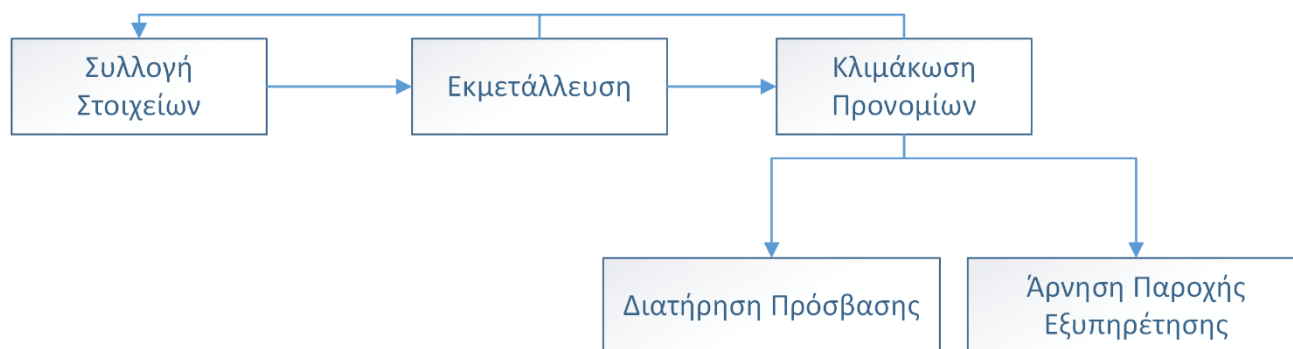 Συλλογή
Στοιχείων
Εκμετάλλευση
Κλιμάκωση
Προνομίων
Διατήρηση Πρόσβασης
Άρνηση Παροχής
Εξυπηρέτησης